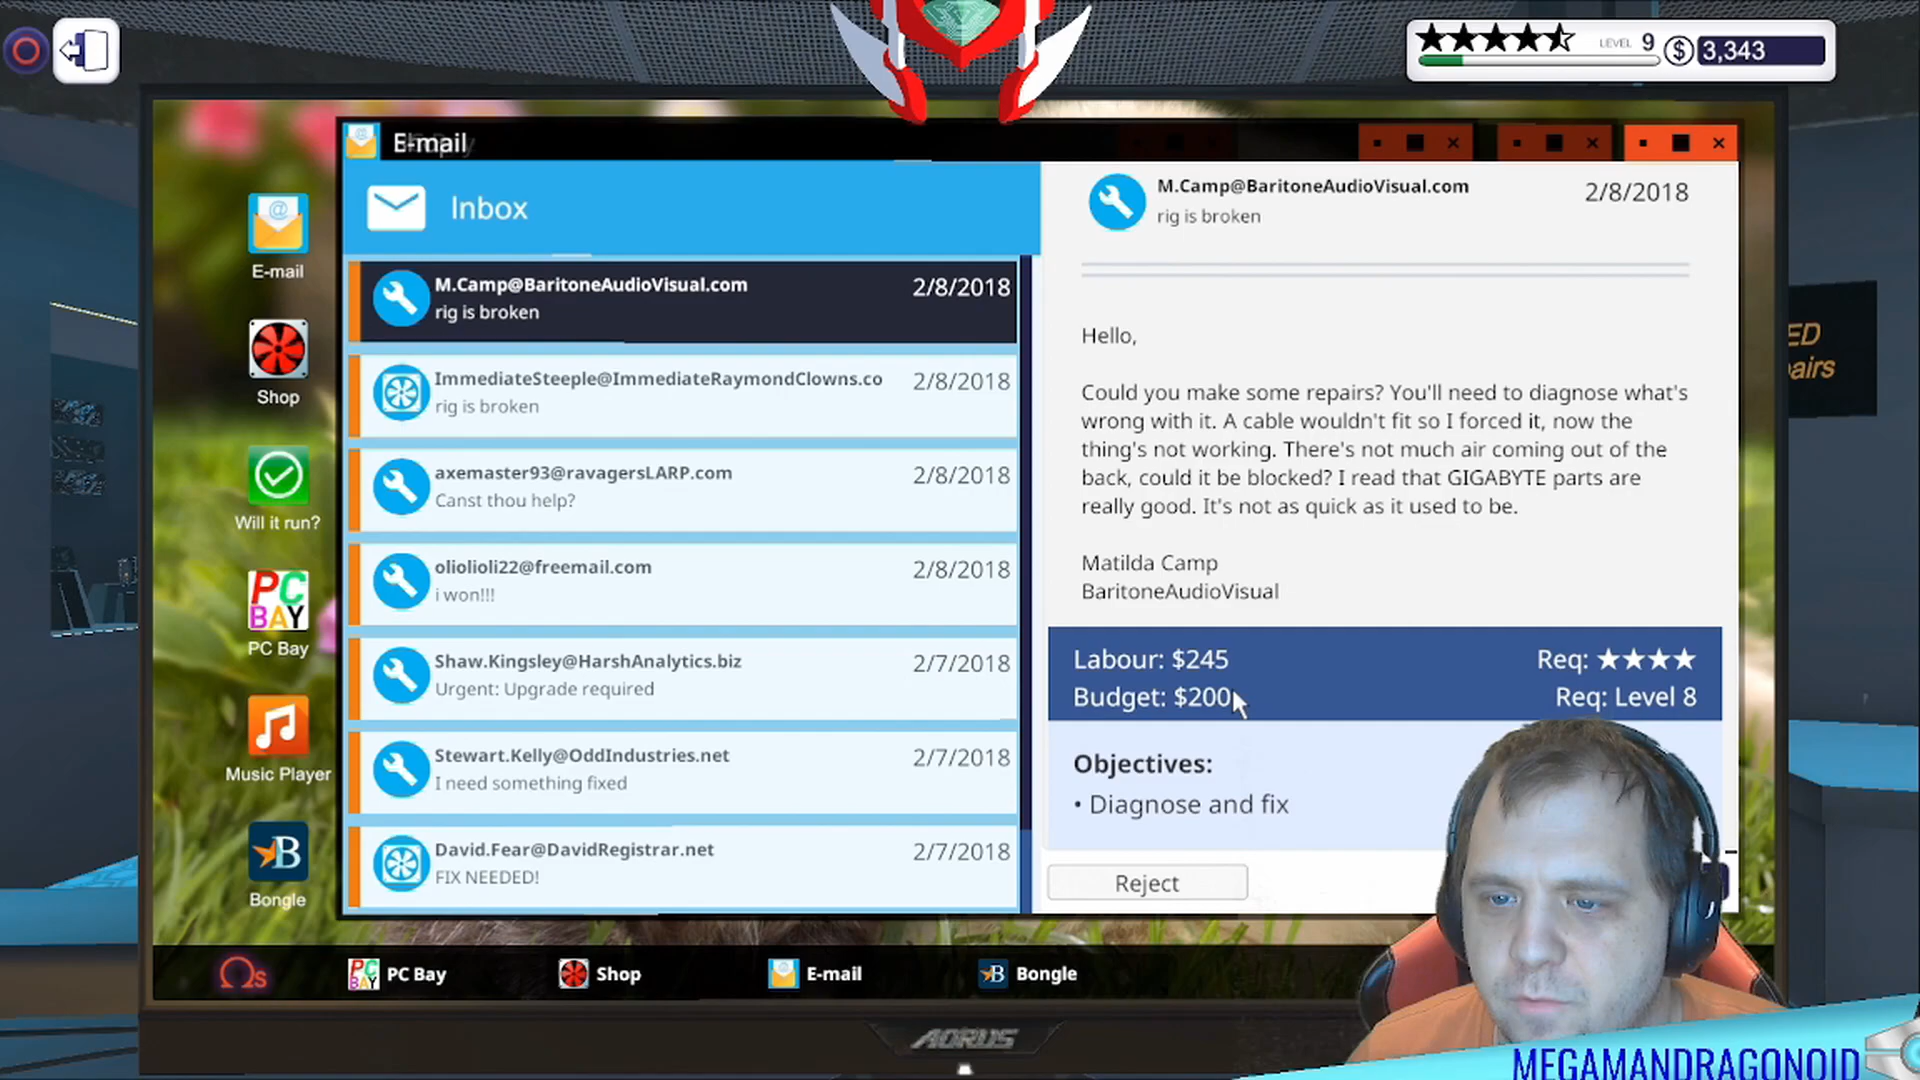 LEVEL 9
$ 3,343
E-mail
Inbox
M.Camp@BaritoneAudioVisual.com
2/8/2018
rig is broken
ImmediateSteeple@ImmediateRaymondClowns.co
2/8/2018
rig is broken
axemaster93@ravagersLARP.com
2/8/2018
Canst thou help?
olioioli22@freemail.com
2/8/2018
i won!!!
Shaw.Kingsley@HarshAnalytics.biz
2/7/2018
Urgent: Upgrade required
Stewart.Kelly@OddIndustries.net
2/7/2018
I need something fixed
David.Fear@DavidRegistrar.net
2/7/2018
FIX NEEDED!
M.Camp@BaritoneAudioVisual.com
2/8/2018
rig is broken
Hello,
Could you make some repairs? You'll need to diagnose what's
wrong with it. A cable wouldn't fit so I forced it, now the
thing's not working. There's not much air coming out of the
back, could it be blocked? I read that GIGABYTE parts are
really good. It's not as quick as it used to be.
Matilda Camp
BaritoneAudioVisual
Labour: $245
Req: ★★★★
Budget: $200
Req: Level 8
Objectives:
• Diagnose and fix
Reject
E-mail
Shop
Will it run?
PC
BAY
PC Bay
Music Player
B
Bongle
Ωs
PC
BAY
PC Bay
Shop
E-mail
B
Bongle
AORUS
ED
airs
MEGAMANDRAGONOID